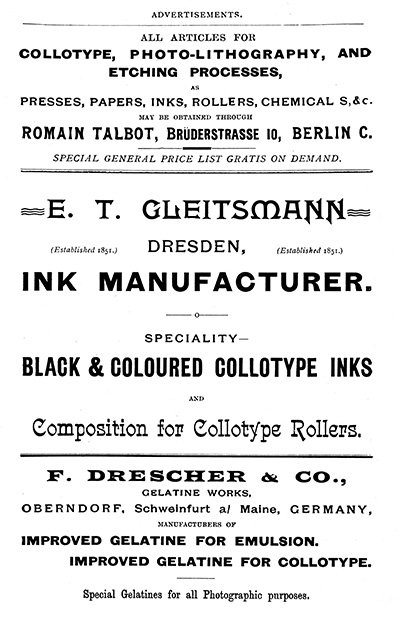 ADVERTISEMENTS.
ALL ARTICLES FOR
COLLOTYPE, PHOTO-LITHOGRAPHY, AND
ETCHING PROCESSES,
AS
PRESSES, PAPERS, INKS, ROLLERS, CHEMICAL S, &c.
MAY BE OBTAINED THROUGH
ROMAIN TALBOT, BRÜDERSTRASSE 10, BERLIN C.
SPECIAL GENERAL PRICE LIST GRATIS ON DEMAND.
E. T. GLEITSMANN
(Established 1851.) DRESDEN, (Established 1851.)
INK MANUFACTURER.
SPECIALITY—
BLACK & COLOURED COLLOTYPE INKS
AND
Composition for Collotype Rollers.
F. DRESCHER & CO.,
GELATINE WORKS,
OBERNDORF, Schweinfurt a/ Maine, GERMANY,
MANUFACTURERS OF
IMPROVED GELATINE FOR EMULSION.
IMPROVED GELATINE FOR COLLOTYPE.
Special Gelatines for all Photographic purposes.